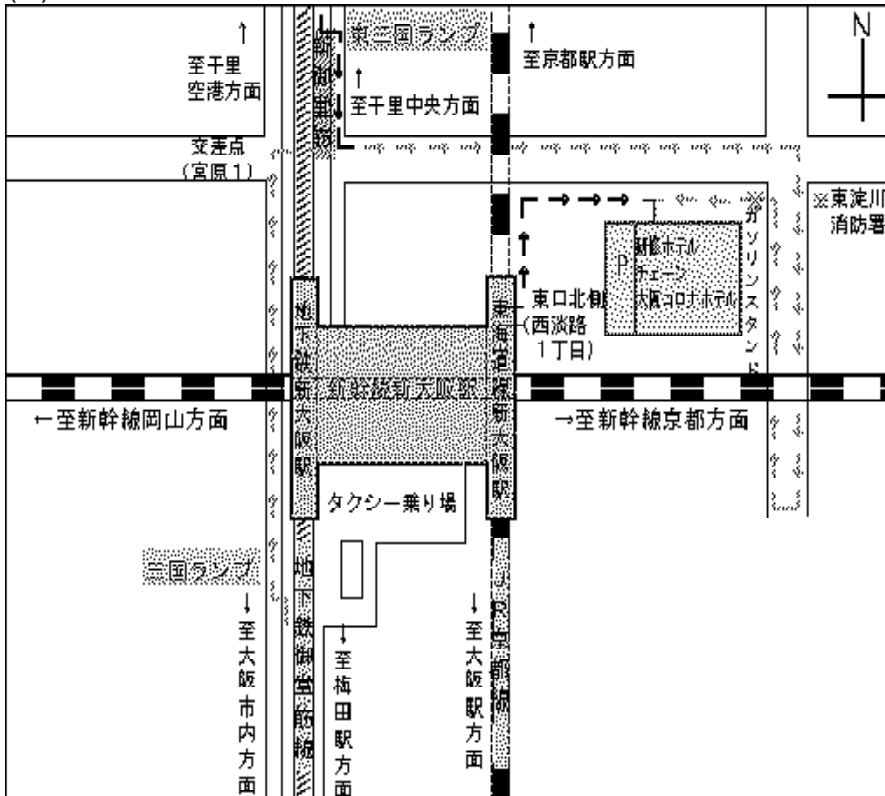 東三国ランプ
N
至千里
空港方面
新御堂筋
至千里中央方面
至京都駅方面
交差点
(宮原1)
※東淀川
消防署
ガソリンスタンド
P
研修ホテル
チェーン
大阪コロナホテル
東口北側
(西淡路
1丁目)
地下鉄新大阪駅
東海道線新大阪駅
新幹線新大阪駅
←至新幹線岡山方面
→至新幹線京都方面
タクシー乗り場
三国ランプ
地下鉄御堂筋線
JR京都線
至大阪市内方面
至梅田駅方面
至大阪駅方面